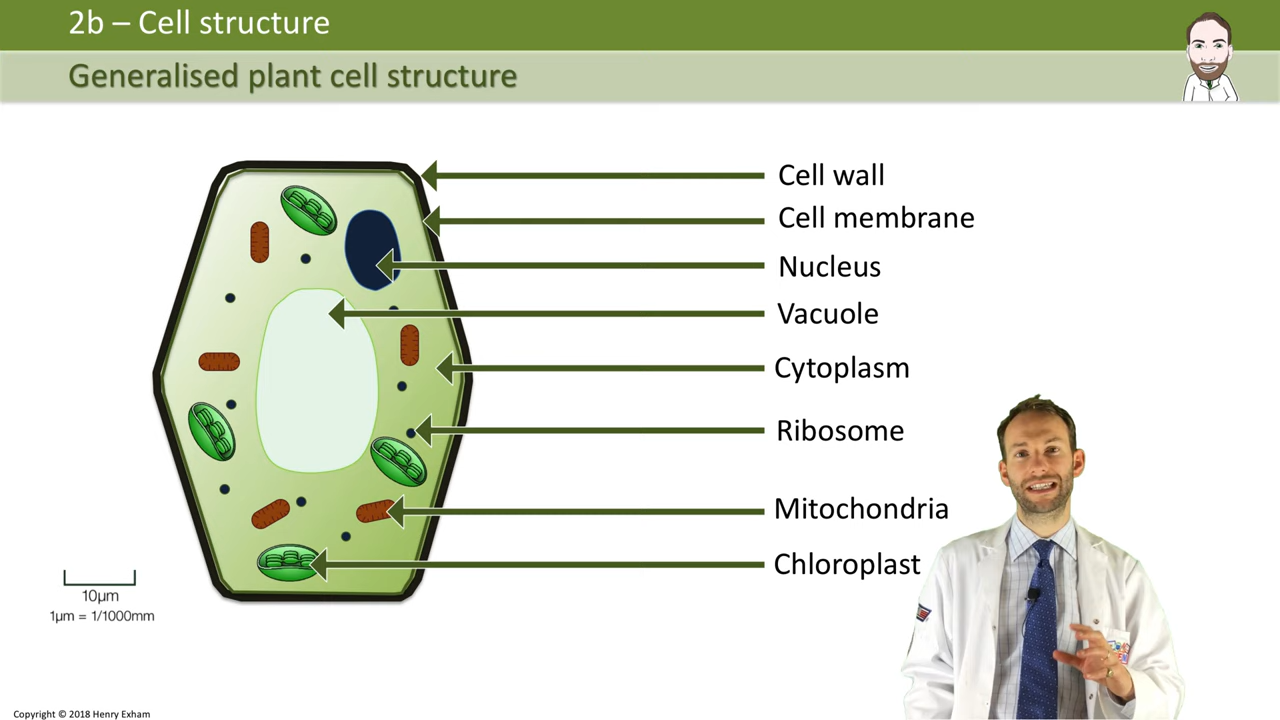 2b – Cell structure
Generalised plant cell structure
Cell wall
Cell membrane
Nucleus
Vacuole
Cytoplasm
Ribosome
Mitochondria
Chloroplast
10µm
1µm = 1/1000mm
Copyright © 2018 Henry Exham